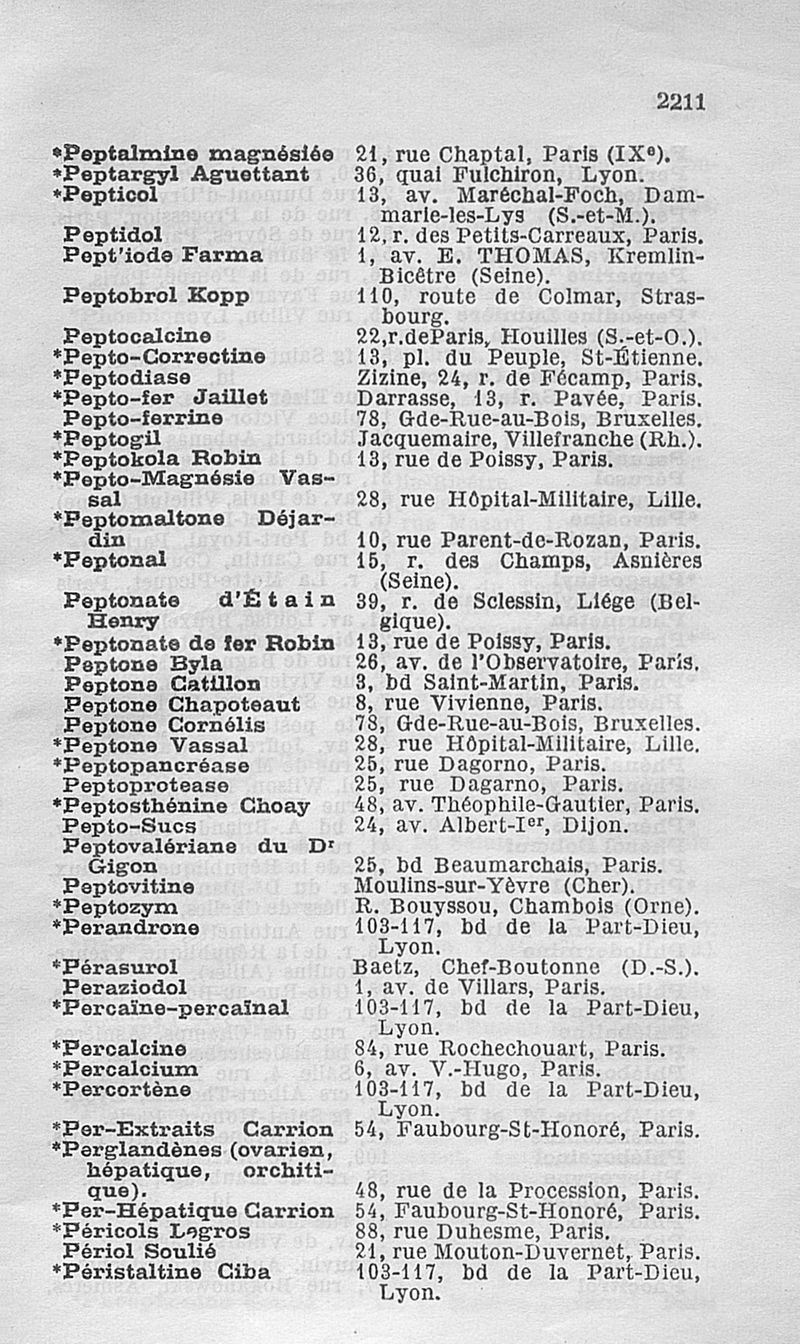 2211
*Peptalmine magnésiée 21, rue Chaptal, Paris (IXe).
*Peptargyl Aguettant 36, quai Fulchiron, Lyon.
*Pepticol 13, av. Maréchal-Foch, Dam-
marie-les-Lys (S.-et-M.).
Peptidol 12, r. des Petits-Carreaux, Paris.
Pept'iode Farma 1, av. E. THOMAS, Kremlin-
Bicêtre (Seine).
Peptobrol Kopp 110, route de Colmar, Stras-
bourg.
Peptocalcine 22,r.deParis, Houilles (S.-et-O.).
*Pepto-Correctine 13, pl. du Peuple, St-Étienne.
*Peptodiase Zizine, 24, r. de Fécamp, Paris.
*Pepto-fer Jaillet Darrasse, 13, r. Pavée, Paris.
Pepto-ferrine 78, Gde-Rue-au-Bois, Bruxelles.
*Peptogil Jacquemaire, Villefranche (Rh.).
*Peptokola Robin 13, rue de Poissy, Paris.
*Pepto-Magnésie Vas-
sal 28, rue Hôpital-Militaire, Lille.
*Peptomaltone Déjar-
din 10, rue Parent-de-Rozan, Paris.
*Peptonal 15, r. des Champs, Asnières
(Seine).
Peptonate d'Étain 39, r. de Sclessin, Liége (Bel-
Henry gique).
*Peptonate de fer Robin 13, rue de Poissy, Paris.
Peptone Byla 26, av. de l'Observatoire, Paris.
Peptone Catillon 3, bd Saint-Martin, Paris.
Peptone Chapoteaut 8, rue Vivienne, Paris.
Peptone Cornélis 78, Gde-Rue-au-Bois, Bruxelles.
*Peptone Vassal 28, rue Hôpital-Militaire, Lille.
*Peptopancréase 25, rue Dagorno, Paris.
Peptoprotease 25, rue Dagarno, Paris.
*Peptosthénine Choay 48, av. Théophile-Gautier, Paris.
Pepto-Sucs 24, av. Albert-Ier, Dijon.
Peptovalériane du Dr
Gigon 25, bd Beaumarchais, Paris.
Peptovitine Moulins-sur-Yèvre (Cher).
*Peptozym R. Bouyssou, Chambois (Orne).
*Perandrone 103-117, bd de la Part-Dieu,
Lyon.
*Pérasurol Baetz, Chef-Boutonne (D.-S.).
Peraziodol 1, av. de Villars, Paris.
*Percaïne-percaïnal 103-117, bd de la Part-Dieu,
Lyon.
*Percalcine 84, rue Rochechouart, Paris.
*Percalcium 6, av. V.-Hugo, Paris.
*Percortène 103-117, bd de la Part-Dieu,
Lyon.
*Per-Extraits Carrion 54, Faubourg-St-Honoré, Paris.
*Perglandènes (ovarien,
hépatique, orchiti-
que). 48, rue de la Procession, Paris.
*Per-Hépatique Carrion 54, Faubourg-St-Honoré, Paris.
*Péricols Legros 88, rue Duhesme, Paris.
Périol Soulié 21, rue Mouton-Duvernet, Paris.
*Péristaltine Ciba 103-117, bd de la Part-Dieu,
Lyon.